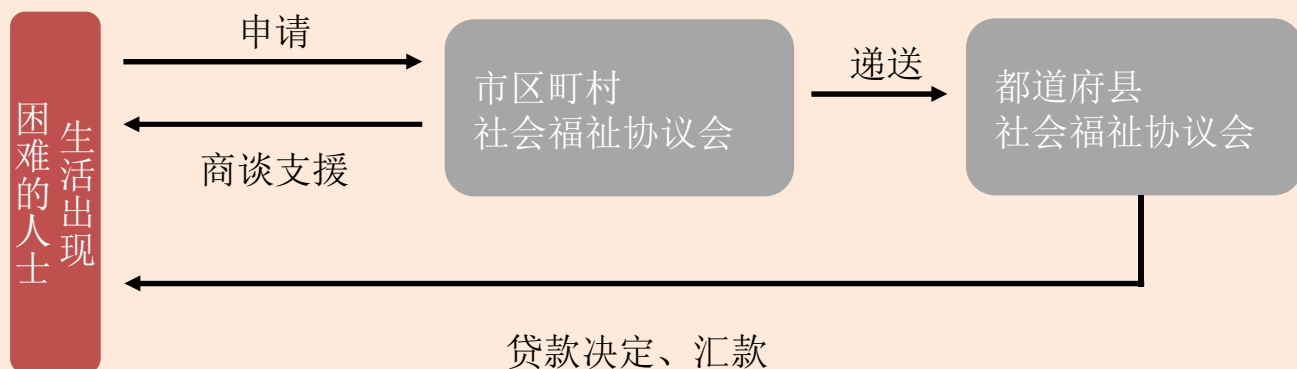 生活出现
困难的人士
申请
商谈支援
市区町村
社会福祉协议会
递送
都道府县
社会福祉协议会
贷款决定、汇款